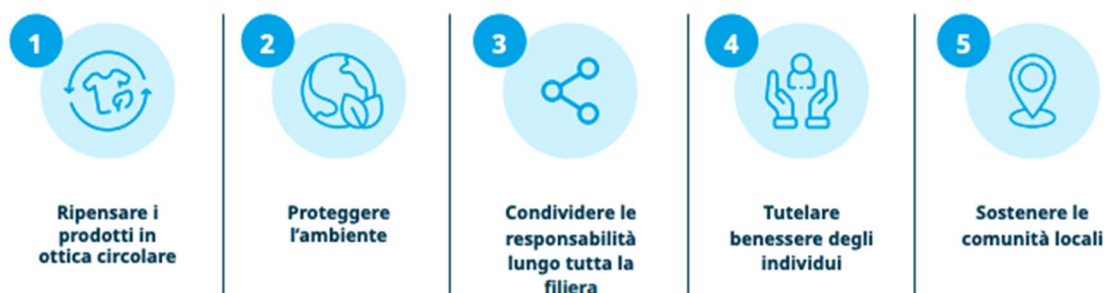 1
Ripensare i
prodotti in
ottica circolare
2
Proteggere
l'ambiente
3
Condividere le
responsabilità
lungo tutta la
filiera
4
Tutelare
benessere degli
individui
5
Sostenere le
comunità locali